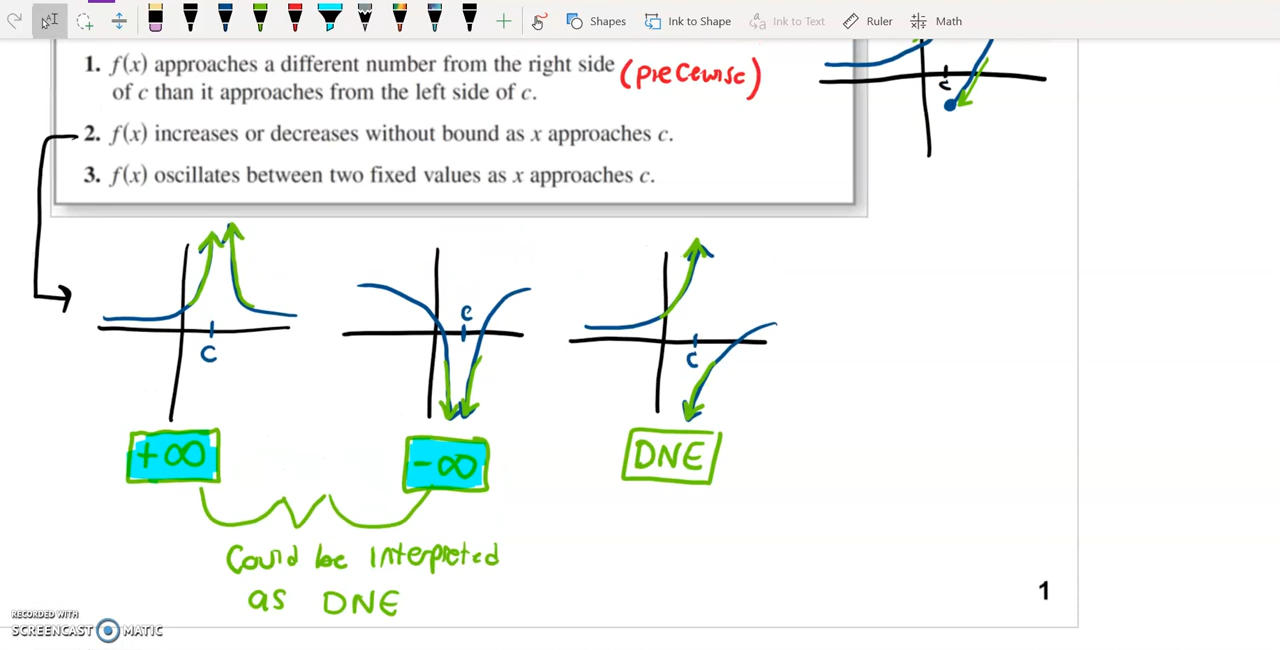 Shapes Ink to Shape Ink to Text Ruler Math
1. f(x) approaches a different number from the right side (piecewise)
of c than it approaches from the left side of c.
2. f(x) increases or decreases without bound as x approaches c.
3. f(x) oscillates between two fixed values as x approaches c.
c
c
c
c
+∞ -∞ DNE
Could be interpreted
as DNE
1
RECORDED WITH
SCREENCAST MATIC